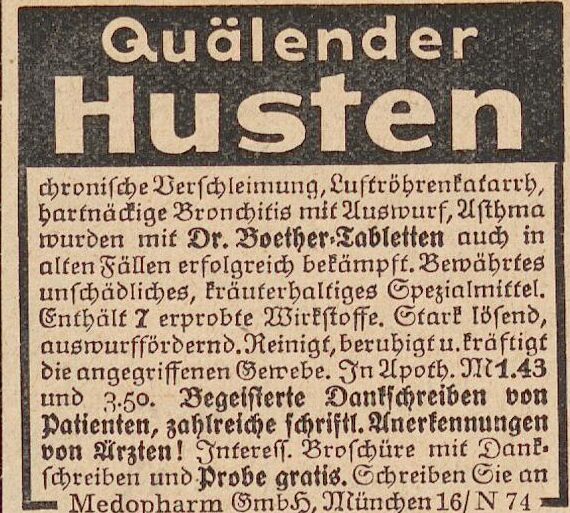 Quälender
Husten
chronische Verschleimung, Luftröhrenkatarrh,
hartnäckige Bronchitis mit Auswurf, Asthma
wurden mit Dr. Boether-Tabletten auch in
alten Fällen erfolgreich bekämpft. Bewährtes
unschädliches, kräuterhaltiges Spezialmittel.
Enthält 7 erprobte Wirkstoffe. Stark lösend,
auswurffördernd. Reinigt, beruhigt u. kräftigt
die angegriffenen Gewebe. In Apoth. M 1.43
und 3.50. Begeisterte Dankschreiben von
Patienten, zahlreiche schriftl. Anerkennungen
von Ärzten! Interess. Broschüre mit Dank-
schreiben und Probe gratis. Schreiben Sie an
Medopharm GmbH, München 16/N 74